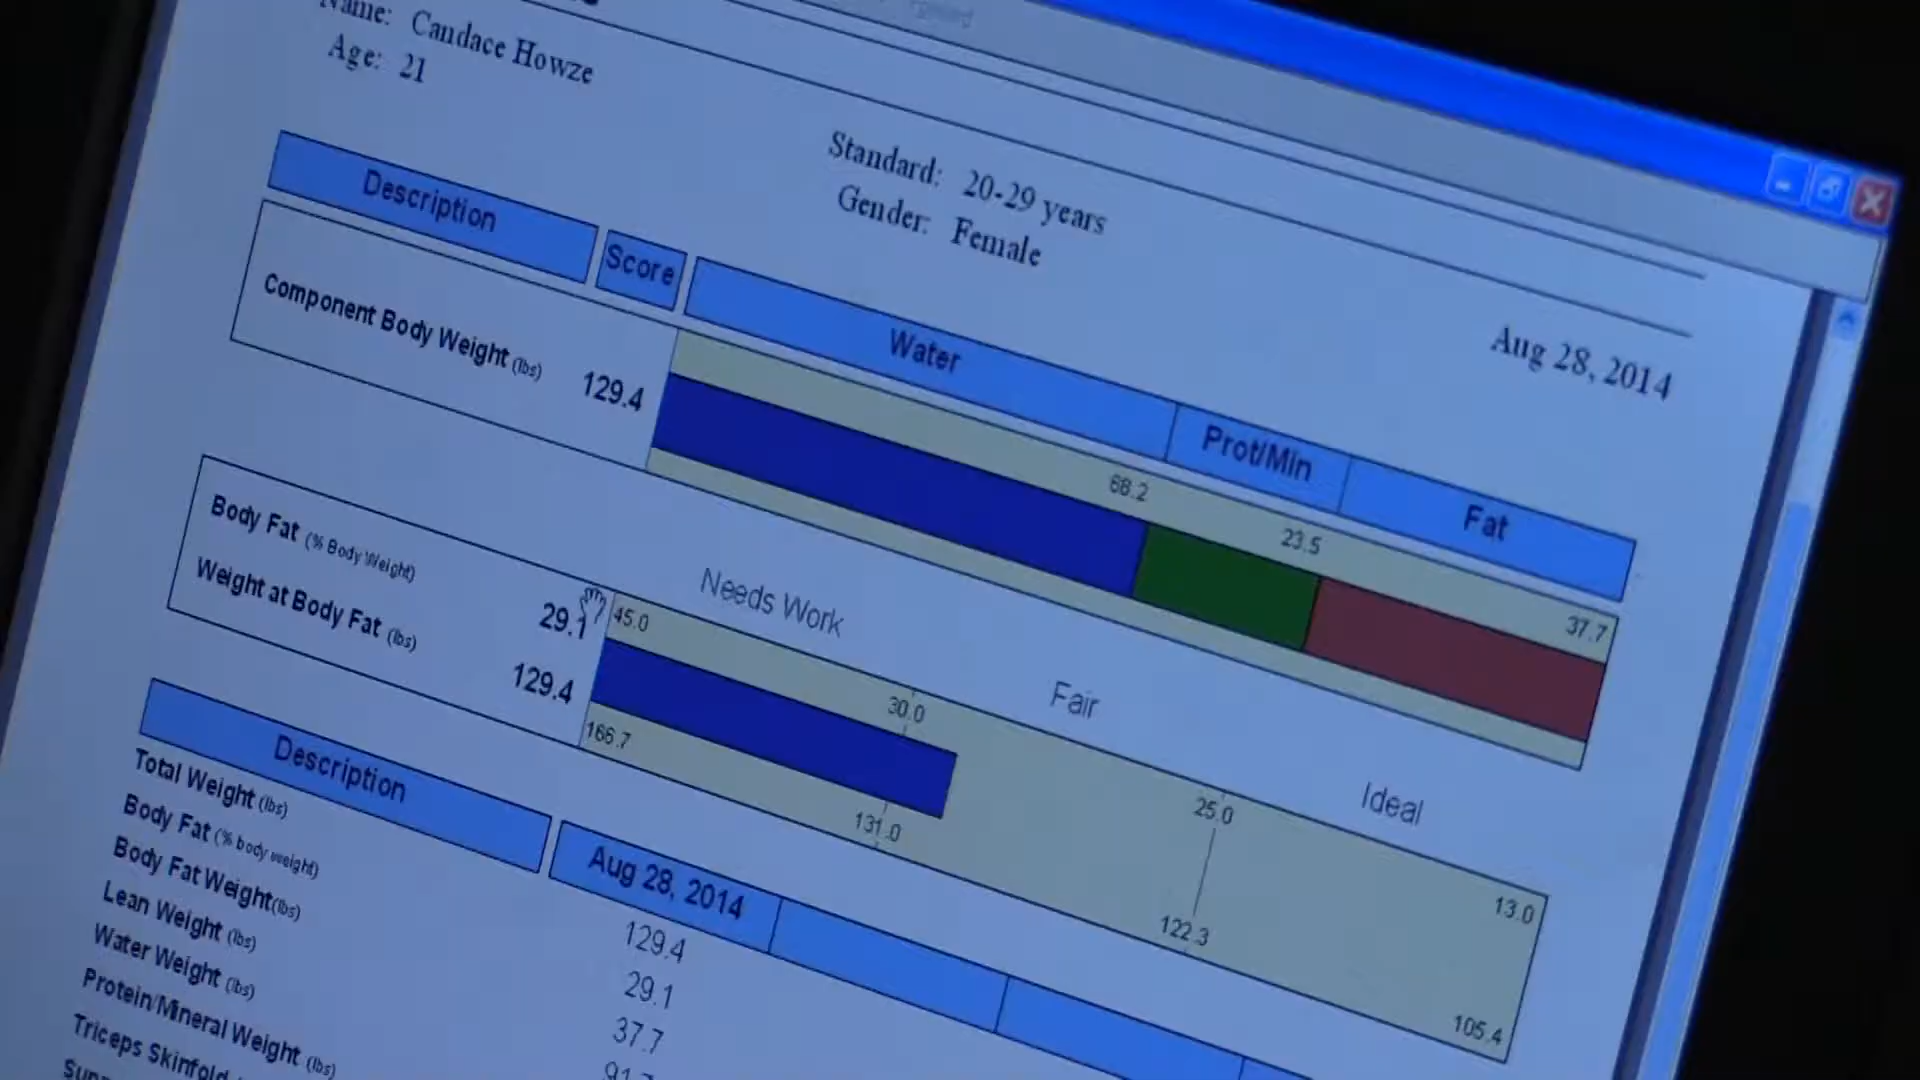 Name: Candace Howze
Age: 21
Standard: 20-29 years
Gender: Female
Aug 28, 2014
Description Score Water Prot/Min Fat
Component Body Weight (lbs) 129.4
68.2 23.5 37.7
Needs Work Fair Ideal
Body Fat (% Body Weight) 29.1
45.0 30.0 25.0 13.0
Weight at Body Fat (lbs) 129.4
166.7 131.0 122.3 105.4
Description Aug 28, 2014
Total Weight (lbs) 129.4
Body Fat (% body weight) 29.1
Body Fat Weight(lbs) 37.7
Lean Weight (lbs)
Water Weight (lbs)
Protein/Mineral Weight (lbs)
Triceps Skinfold